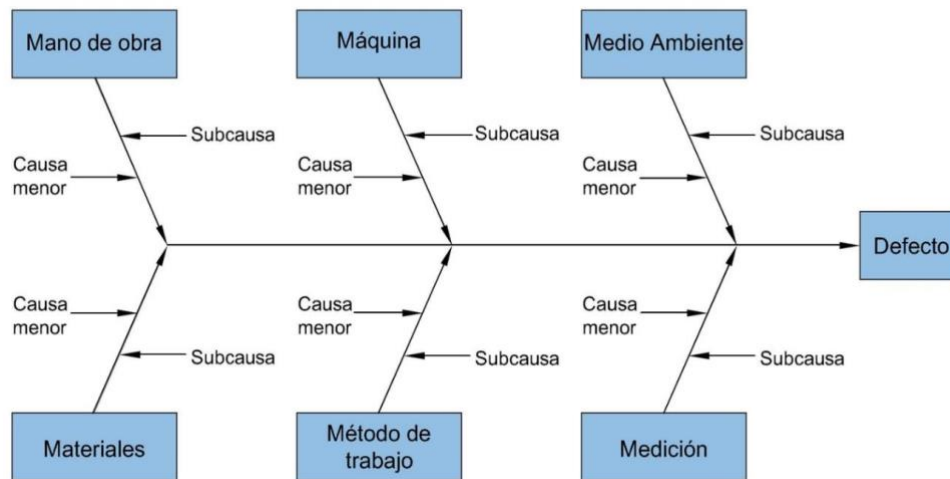 Mano de obra
Máquina
Medio Ambiente
Subcausa
Subcausa
Subcausa
Causa
menor
Causa
menor
Causa
menor
Defecto
Causa
menor
Causa
menor
Causa
menor
Subcausa
Subcausa
Subcausa
Materiales
Método de
trabajo
Medición